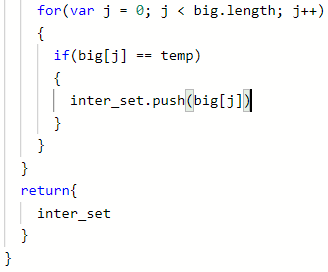 for(var j = 0; j < big.length; j++)
{
if(big[j] == temp)
{
inter_set.push(big[j])
}
}
}
return{
inter_set
}
}